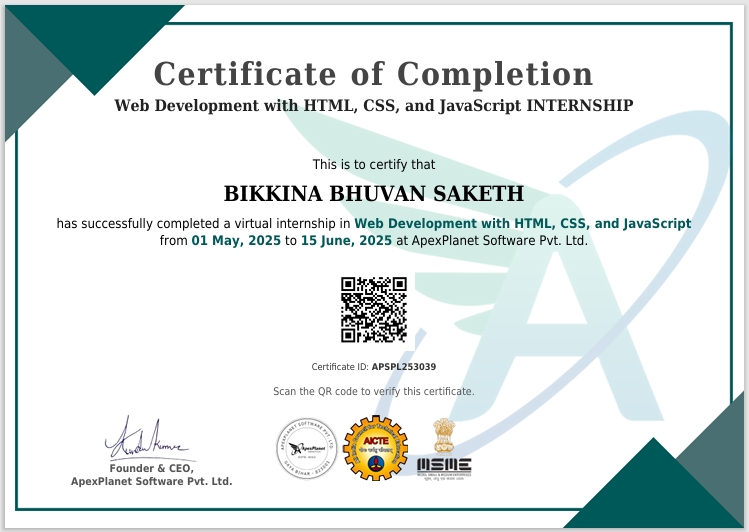 Certificate of Completion
Web Development with HTML, CSS, and JavaScript INTERNSHIP
This is to certify that
BIKKINA BHUVAN SAKETH
has successfully completed a virtual internship in Web Development with HTML, CSS, and JavaScript
from 01 May, 2025 to 15 June, 2025 at ApexPlanet Software Pvt. Ltd.
Certificate ID: APSPL253039
Scan the QR code to verify this certificate.
Founder & CEO,
ApexPlanet Software Pvt. Ltd.
APEXPLANET SOFTWARE PVT. LTD.
ApexPlanet
AICTE
MSME